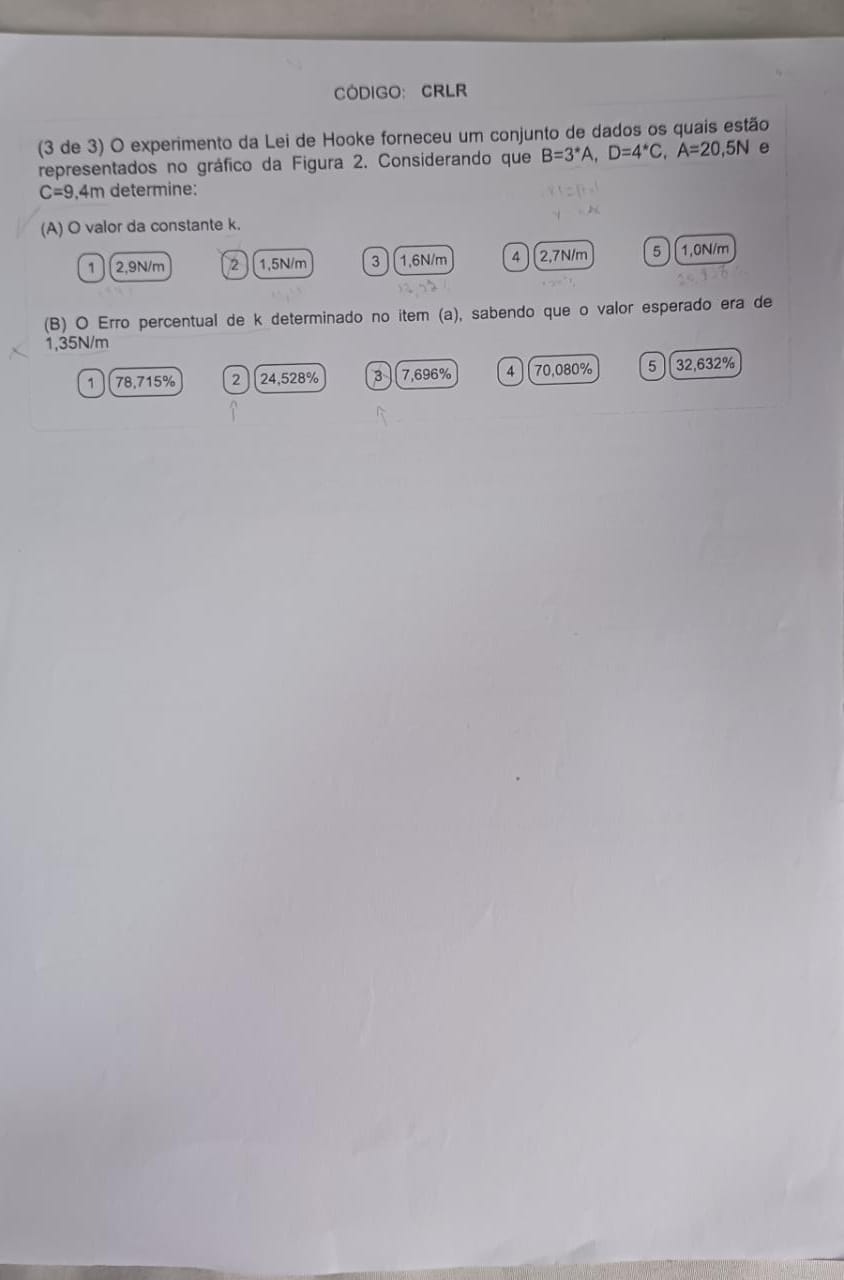 CÓDIGO: CRLR
(3 de 3) O experimento da Lei de Hooke forneceu um conjunto de dados os quais estão
representados no gráfico da Figura 2. Considerando que B=3*A, D=4*C, A=20,5N e
C=9,4m determine:
(A) O valor da constante k.
1 2,9N/m 2 1,5N/m 3 1,6N/m 4 2,7N/m 5 1,0N/m
(B) O Erro percentual de k determinado no item (a), sabendo que o valor esperado era de
1,35N/m
1 78,715% 2 24,528% 3 7,696% 4 70,080% 5 32,632%